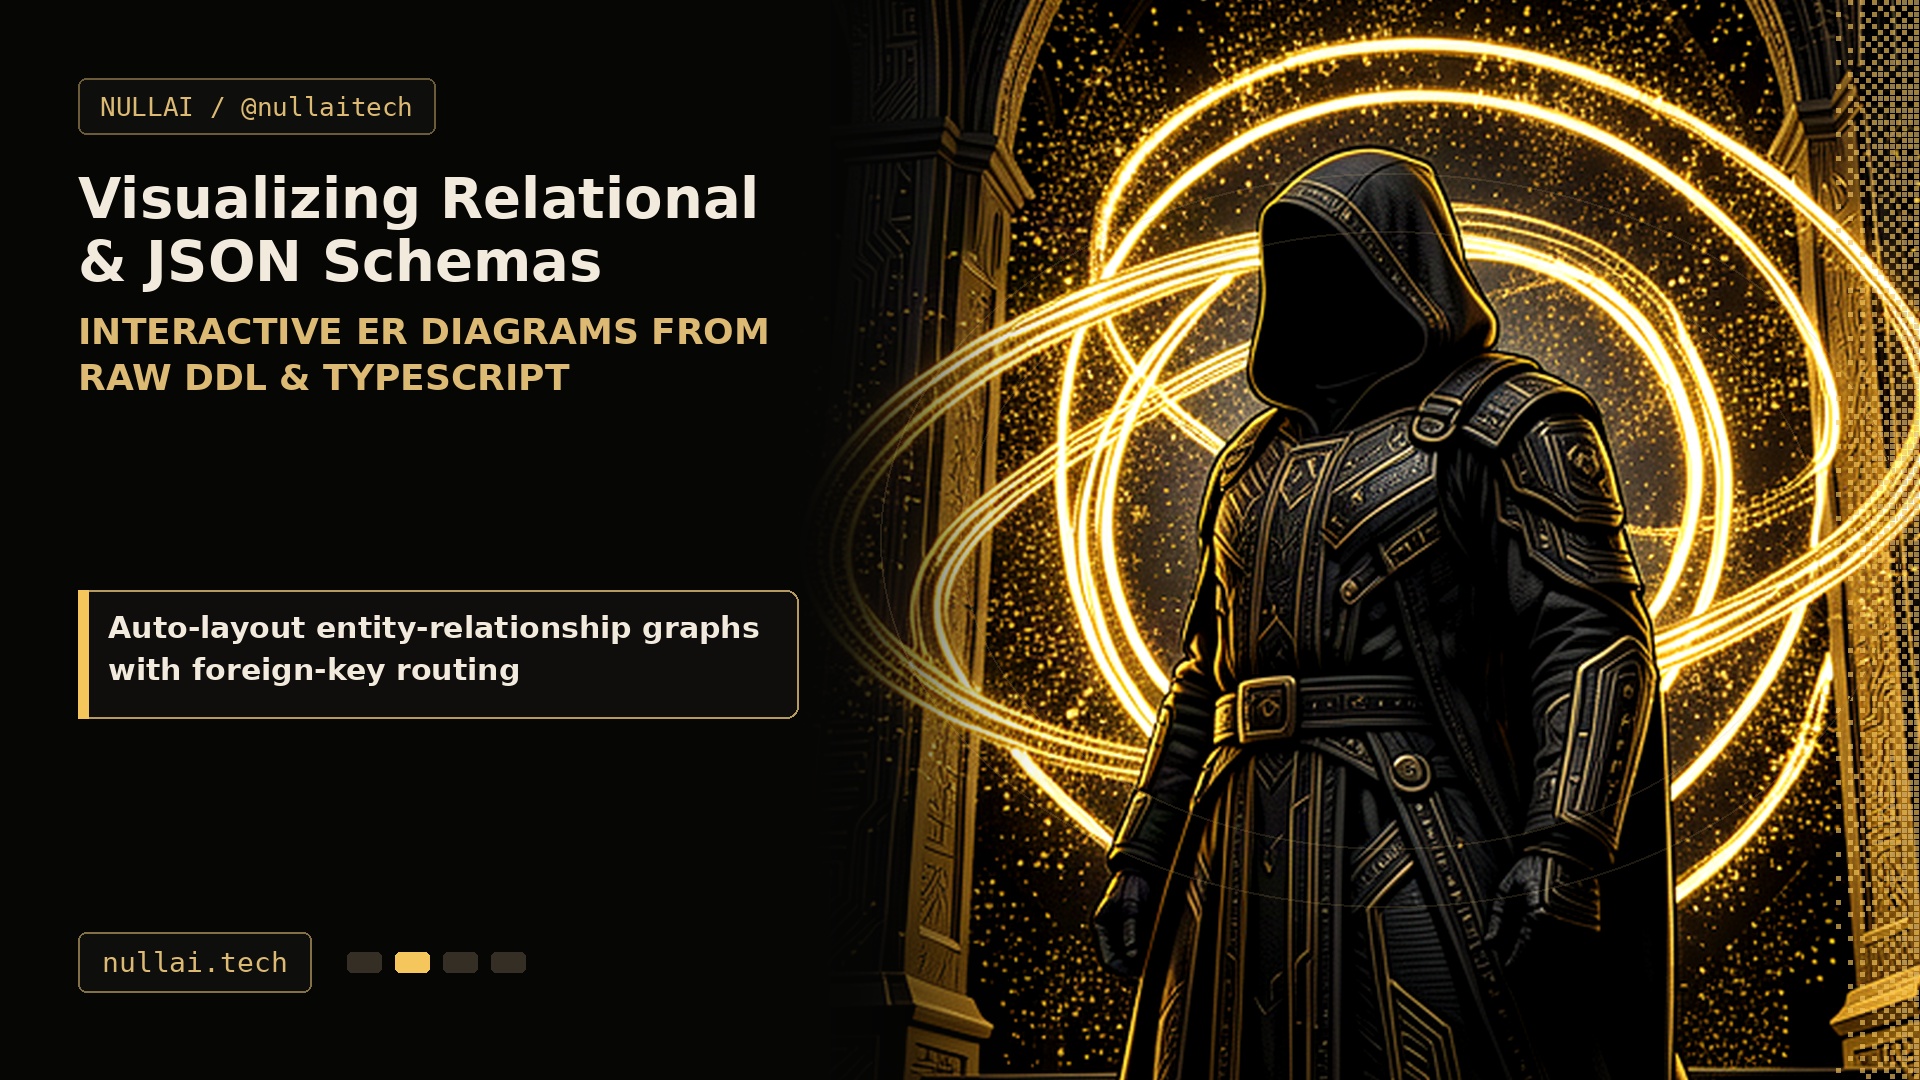 NULLAI / @nullaitech
Visualizing Relational
& JSON Schemas
INTERACTIVE ER DIAGRAMS FROM
RAW DDL & TYPESCRIPT
Auto-layout entity-relationship graphs
with foreign-key routing
nullai.tech